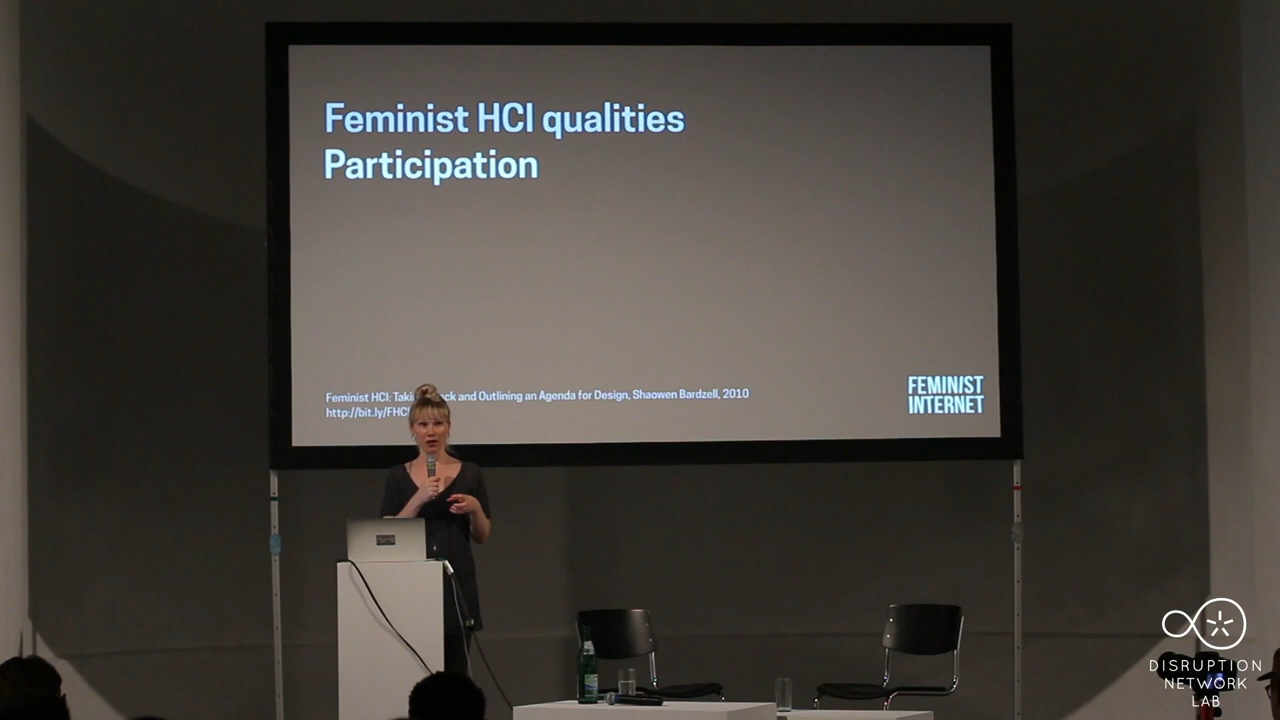 Feminist HCI qualities
Participation
Feminist HCI: ck and Outlining an Agenda for Design, Shaowen Bardzell, 2010
http://bit.ly/FHC
FEMINIST
INTERNET
DISRUPTION
NETWORK
LAB